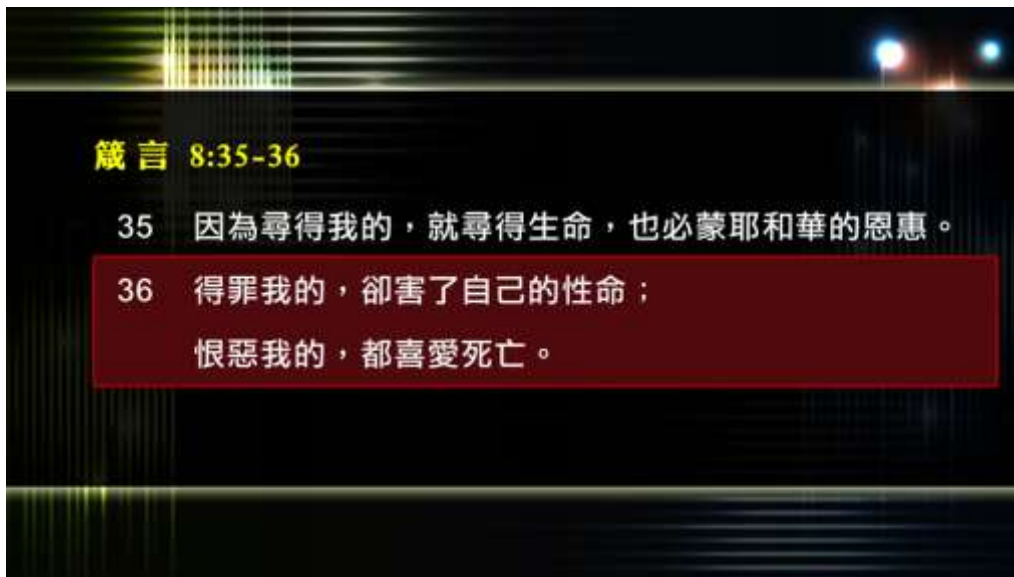 箴言 8:35-36
35 因為尋得我的，就尋得生命，也必蒙耶和華的恩惠。
36 得罪我的，卻害了自己的性命；
恨惡我的，都喜愛死亡。